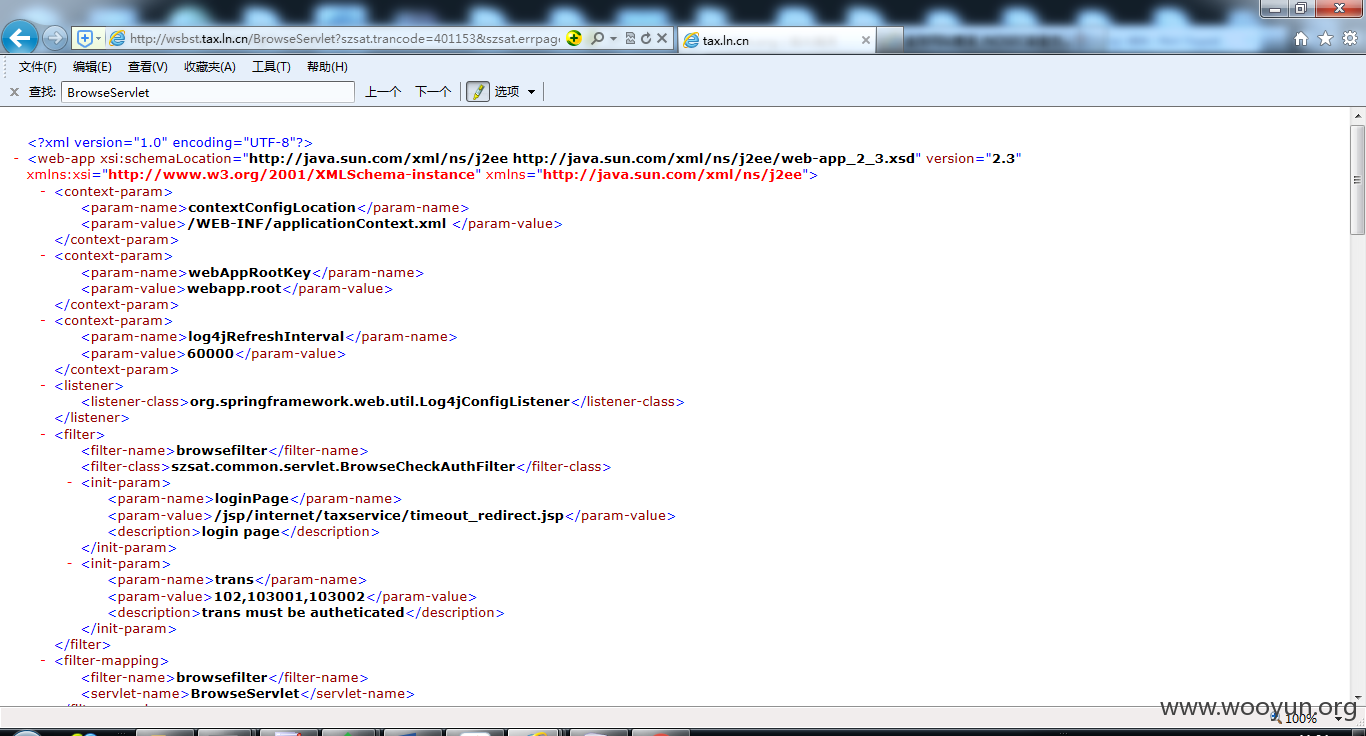 http://wsbst.tax.ln.cn/BrowseServlet?szsat.trancode=401153&szsat.errpage
tax.ln.cn
文件(F) 编辑(E) 查看(V) 收藏夹(A) 工具(T) 帮助(H)
查找: BrowseServlet 上一个 下一个 选项
<?xml version="1.0" encoding="UTF-8"?>
- <web-app xsi:schemaLocation="http://java.sun.com/xml/ns/j2ee http://java.sun.com/xml/ns/j2ee/web-app_2_3.xsd" version="2.3"
xmlns:xsi="http://www.w3.org/2001/XMLSchema-instance" xmlns="http://java.sun.com/xml/ns/j2ee">
- <context-param>
<param-name>contextConfigLocation</param-name>
<param-value>/WEB-INF/applicationContext.xml </param-value>
</context-param>
- <context-param>
<param-name>webAppRootKey</param-name>
<param-value>webapp.root</param-value>
</context-param>
- <context-param>
<param-name>log4jRefreshInterval</param-name>
<param-value>60000</param-value>
</context-param>
- <listener>
<listener-class>org.springframework.web.util.Log4jConfigListener</listener-class>
</listener>
- <filter>
<filter-name>browsefilter</filter-name>
<filter-class>szsat.common.servlet.BrowseCheckAuthFilter</filter-class>
- <init-param>
<param-name>loginPage</param-name>
<param-value>/jsp/internet/taxservice/timeout_redirect.jsp</param-value>
<description>login page</description>
</init-param>
- <init-param>
<param-name>trans</param-name>
<param-value>102,103001,103002</param-value>
<description>trans must be autheticated</description>
</init-param>
</filter>
- <filter-mapping>
<filter-name>browsefilter</filter-name>
<servlet-name>BrowseServlet</servlet-name>
www.wooyun.org
100%